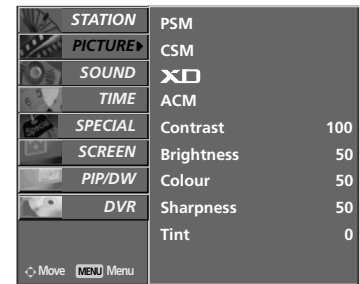 STATION
PICTURE
SOUND
TIME
SPECIAL
SCREEN
PIP/DW
DVR
Move MENU Menu
PSM
CSM
XD
ACM
Contrast 100
Brightness 50
Colour 50
Sharpness 50
Tint 0